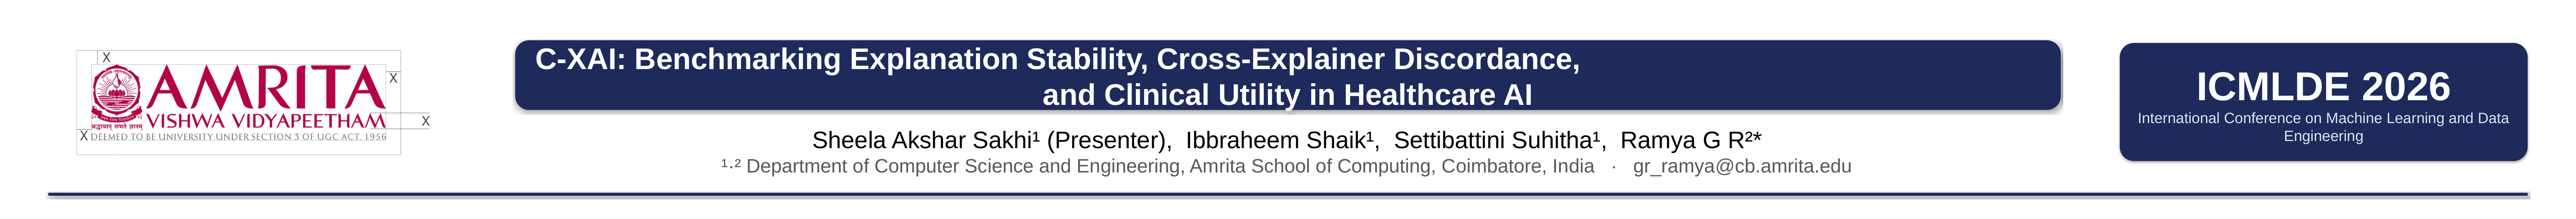 X
X
AMRITA
VISHWA VIDYAPEETHAM
X
श्रद्धावान् लभते ज्ञानम्
X
DEEMED TO BE UNIVERSITY UNDER SECTION 3 OF UGC ACT, 1956
C-XAI: Benchmarking Explanation Stability, Cross-Explainer Discordance,
and Clinical Utility in Healthcare AI
Sheela Akshar Sakhi¹ (Presenter), Ibbraheem Shaik¹, Settibattini Suhitha¹, Ramya G R²*
¹·² Department of Computer Science and Engineering, Amrita School of Computing, Coimbatore, India · gr_ramya@cb.amrita.edu
ICMLDE 2026
International Conference on Machine Learning and Data
Engineering